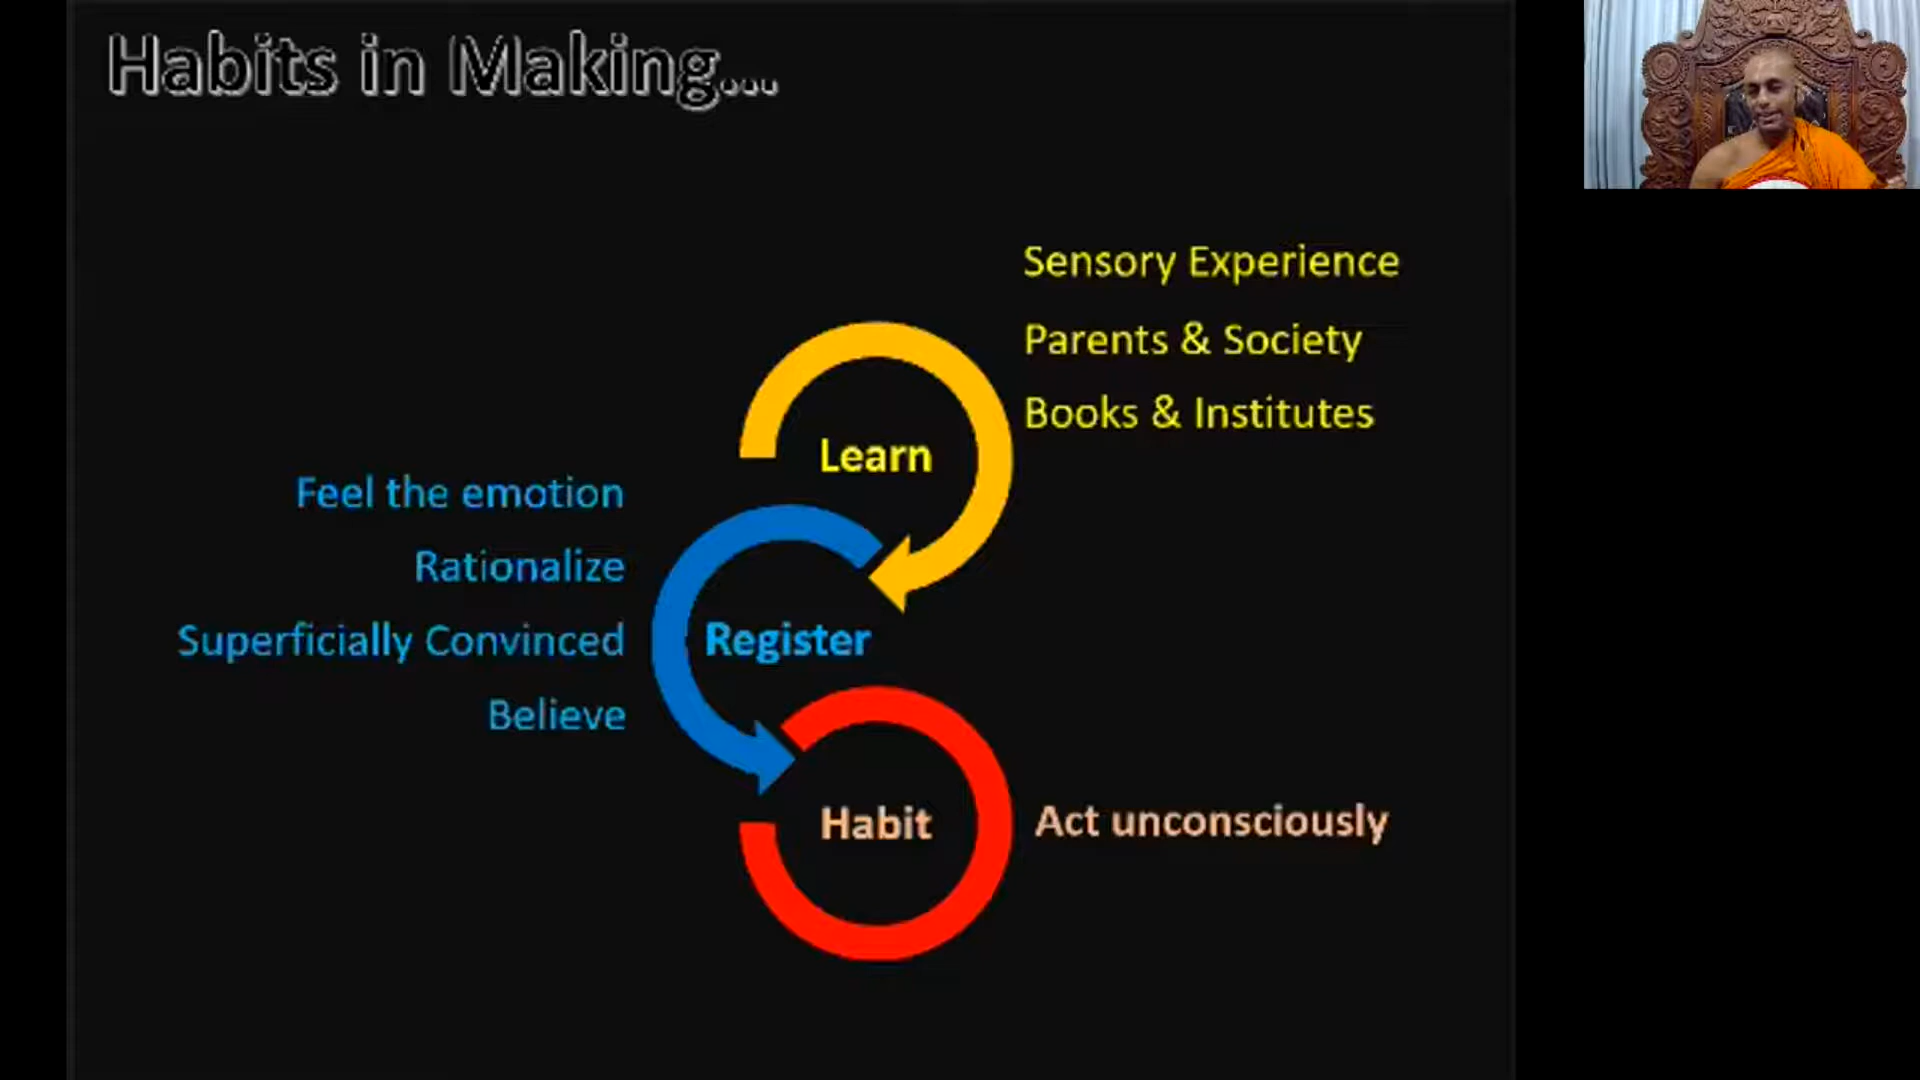 Habits in Making...
Sensory Experience
Parents & Society
Books & Institutes
Learn
Feel the emotion
Rationalize
Superficially Convinced
Believe
Register
Habit
Act unconsciously